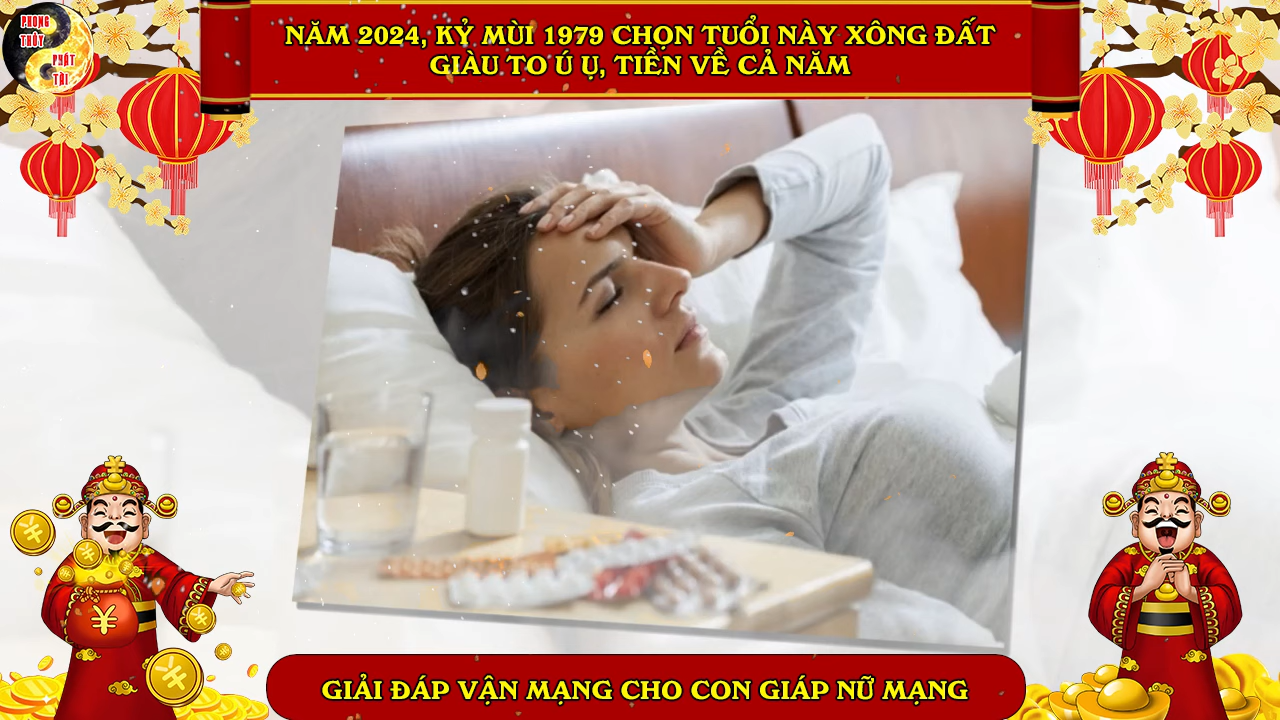 PHONG
THỦY
PHÁT
TÀI
NĂM 2024, KỶ MÙI 1979 CHỌN TUỔI NÀY XÔNG ĐẤT
GIÀU TO Ú Ụ, TIỀN VỀ CẢ NĂM
¥
¥
¥
¥
GIẢI ĐÁP VẬN MẠNG CHO CON GIÁP NỮ MẠNG